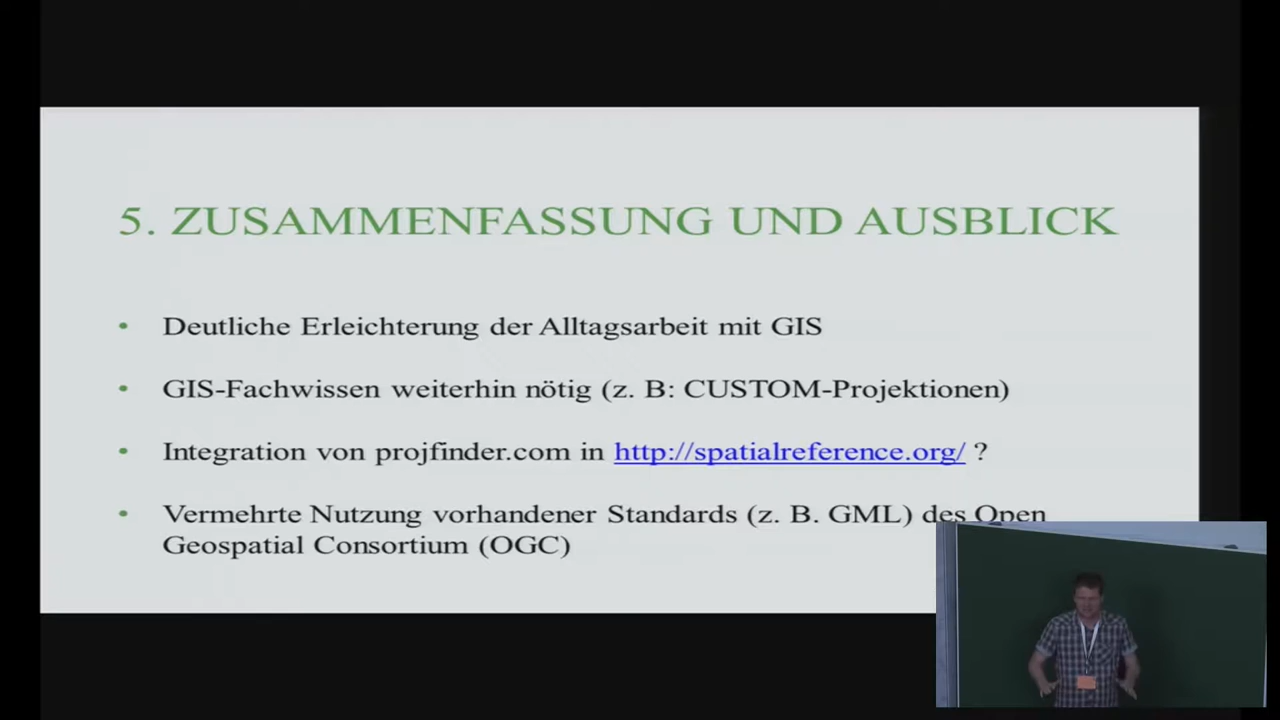 5. ZUSAMMENFASSUNG UND AUSBLICK
• Deutliche Erleichterung der Alltagsarbeit mit GIS
• GIS-Fachwissen weiterhin nötig (z. B: CUSTOM-Projektionen)
• Integration von projfinder.com in http://spatialreference.org/ ?
• Vermehrte Nutzung vorhandener Standards (z. B. GML) des Open
Geospatial Consortium (OGC)